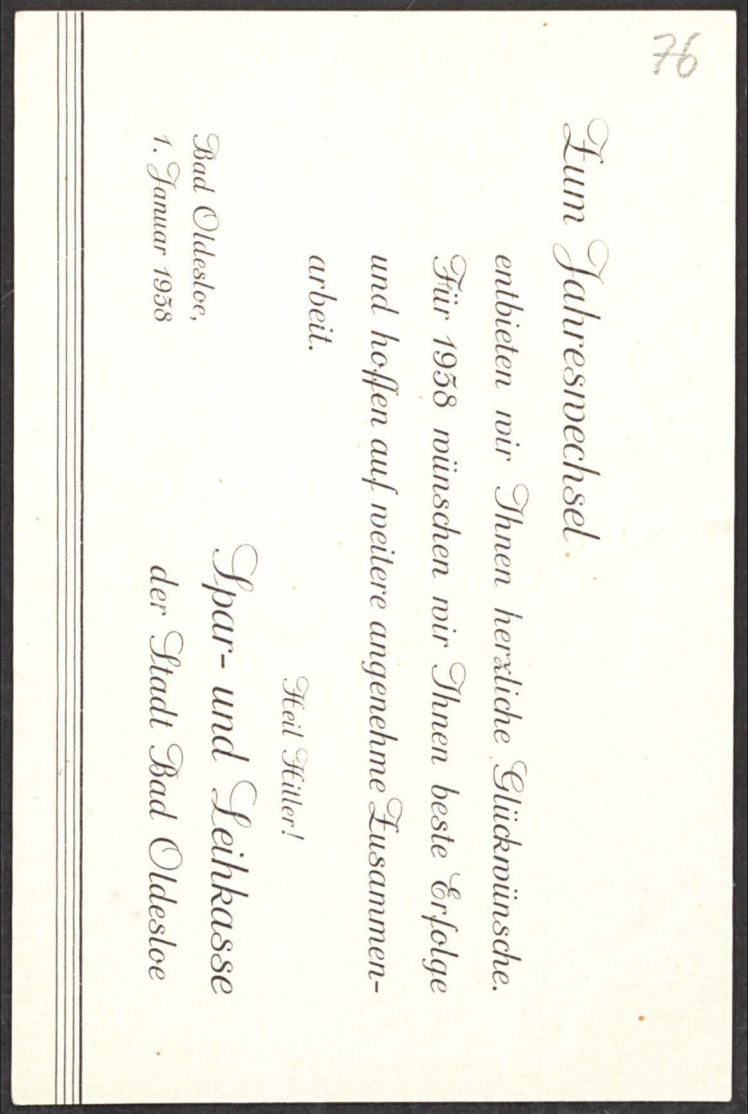 76
Zum Jahreswechsel
entbieten wir Ihnen herzliche Glückwünsche.
Für 1938 wünschen wir Ihnen beste Erfolge
und hoffen auf weitere angenehme Zusammen-
arbeit.
Heil Hitler!
Bad Oldesloe,
1. Januar 1938
Spar- und Leihkasse
der Stadt Bad Oldesloe